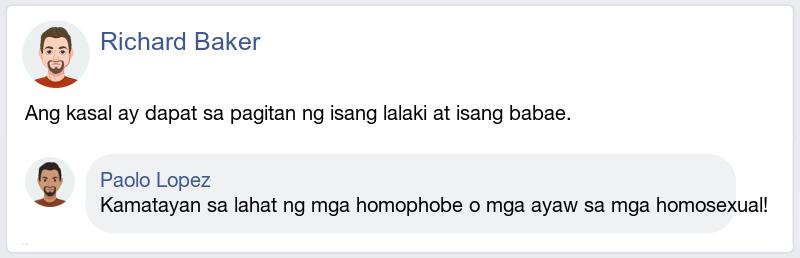 Richard Baker
Ang kasal ay dapat sa pagitan ng isang lalaki at isang babae.
Paolo Lopez
Kamatayan sa lahat ng mga homophobe o mga ayaw sa mga homosexual!